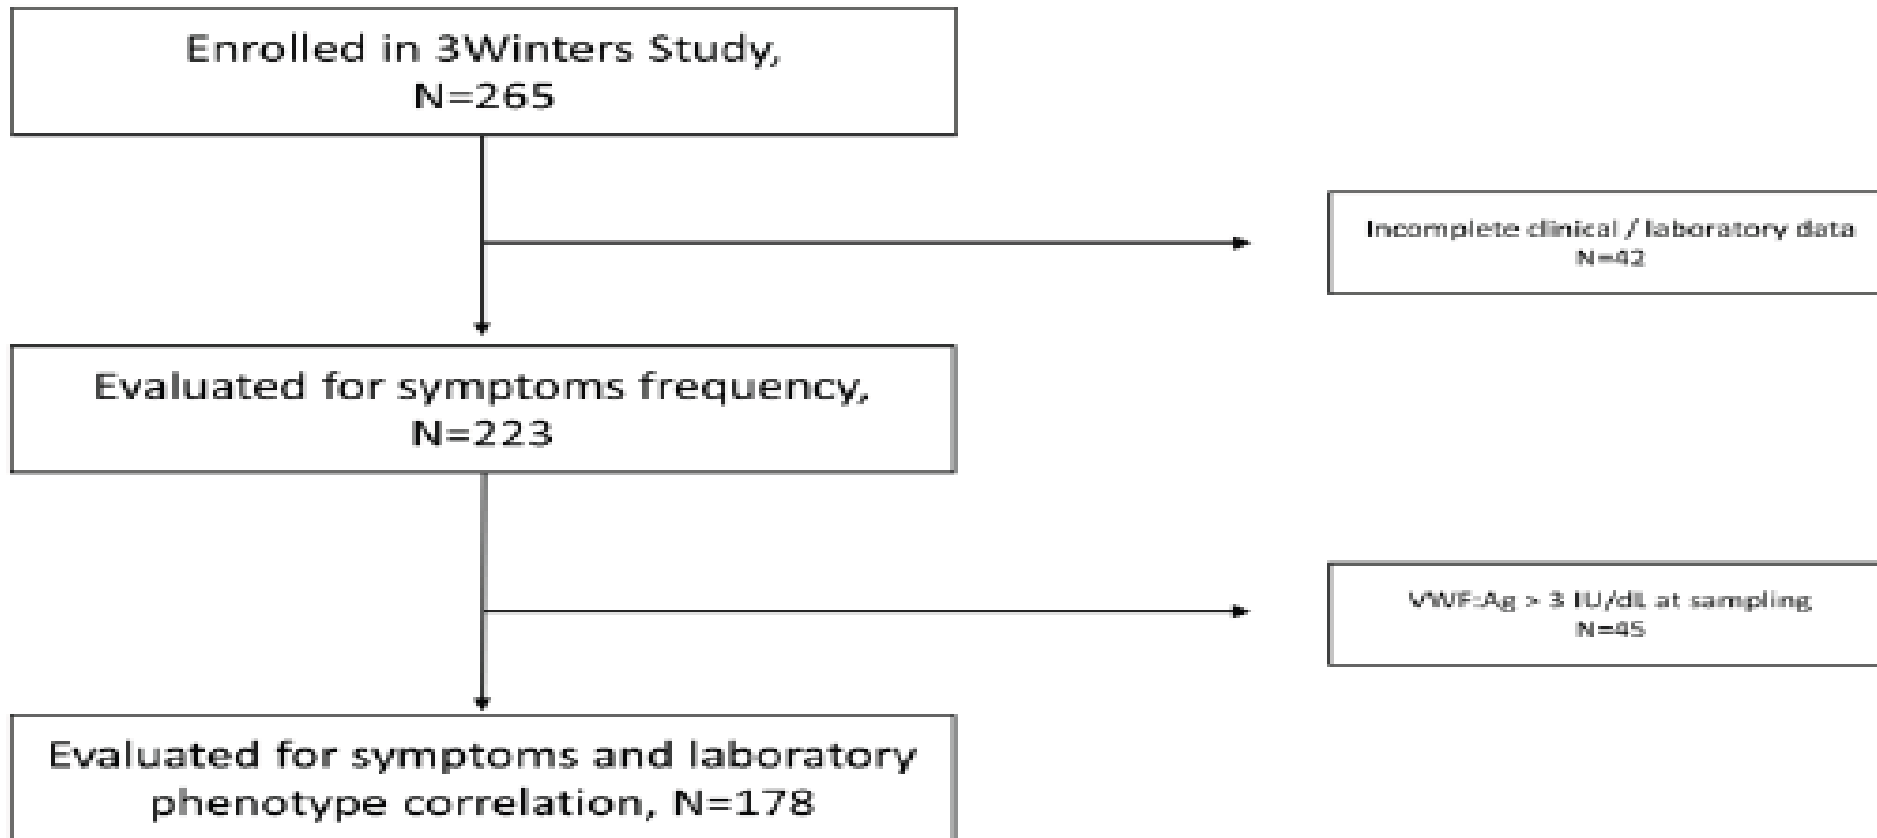 Enrolled in 3Winters Study,
N=265
Incomplete clinical / laboratory data
N=42
Evaluated for symptoms frequency,
N=223
VWF:Ag > 3 IU/dL at sampling
N=45
Evaluated for symptoms and laboratory
phenotype correlation, N=178